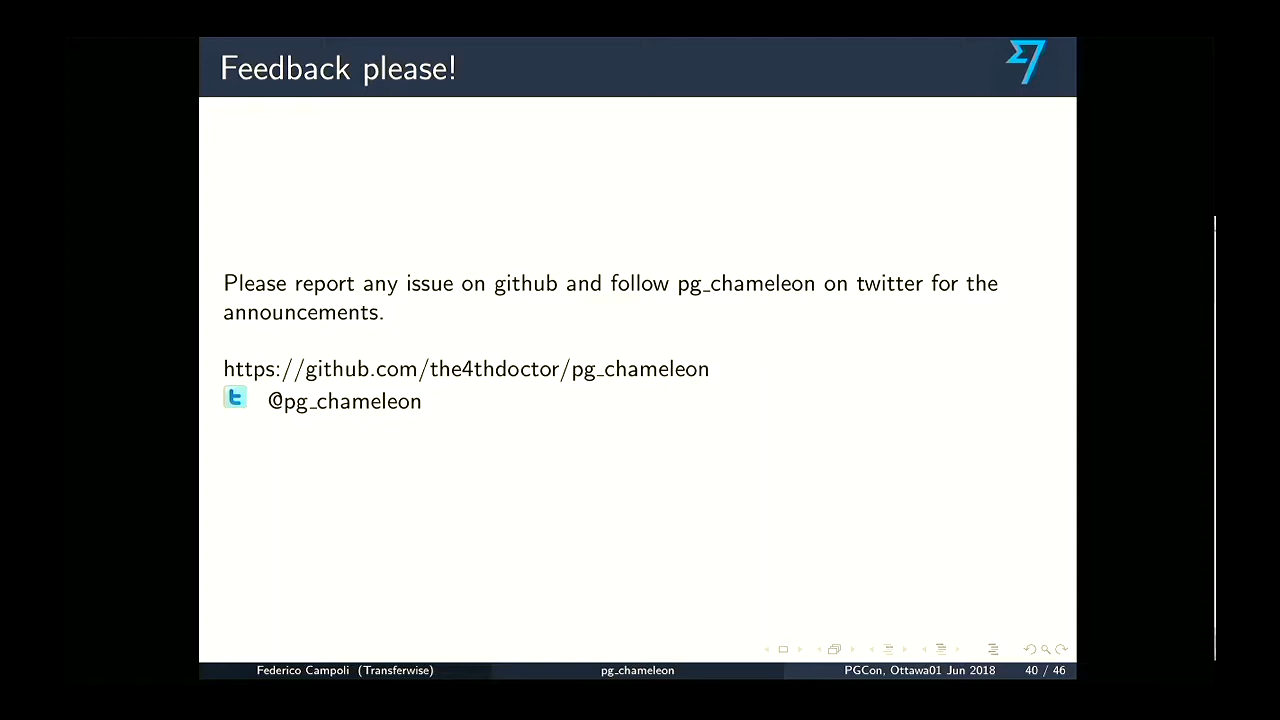 Feedback please!
Please report any issue on github and follow pg_chameleon on twitter for the
announcements.
https://github.com/the4thdoctor/pg_chameleon
@pg_chameleon
Federico Campoli (Transferwise)
pg_chameleon
PGCon, Ottawa01 Jun 2018
40 / 46